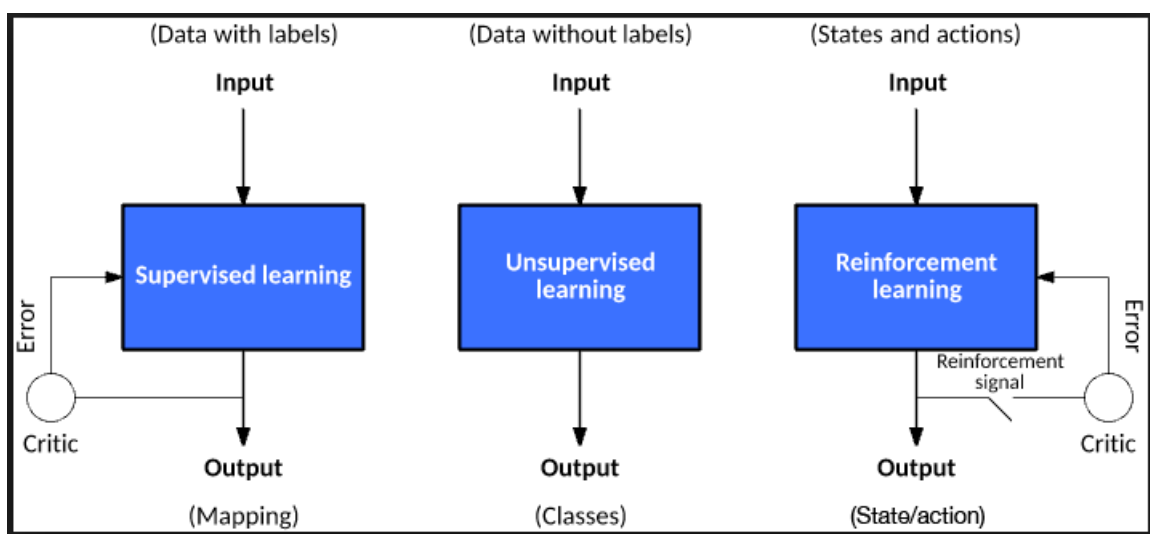 (Data with labels)
Input
Supervised learning
Error
Critic
Output
(Mapping)
(Data without labels)
Input
Unsupervised
learning
Output
(Classes)
(States and actions)
Input
Reinforcement
learning
Error
Reinforcement
signal
Critic
Output
(State/action)